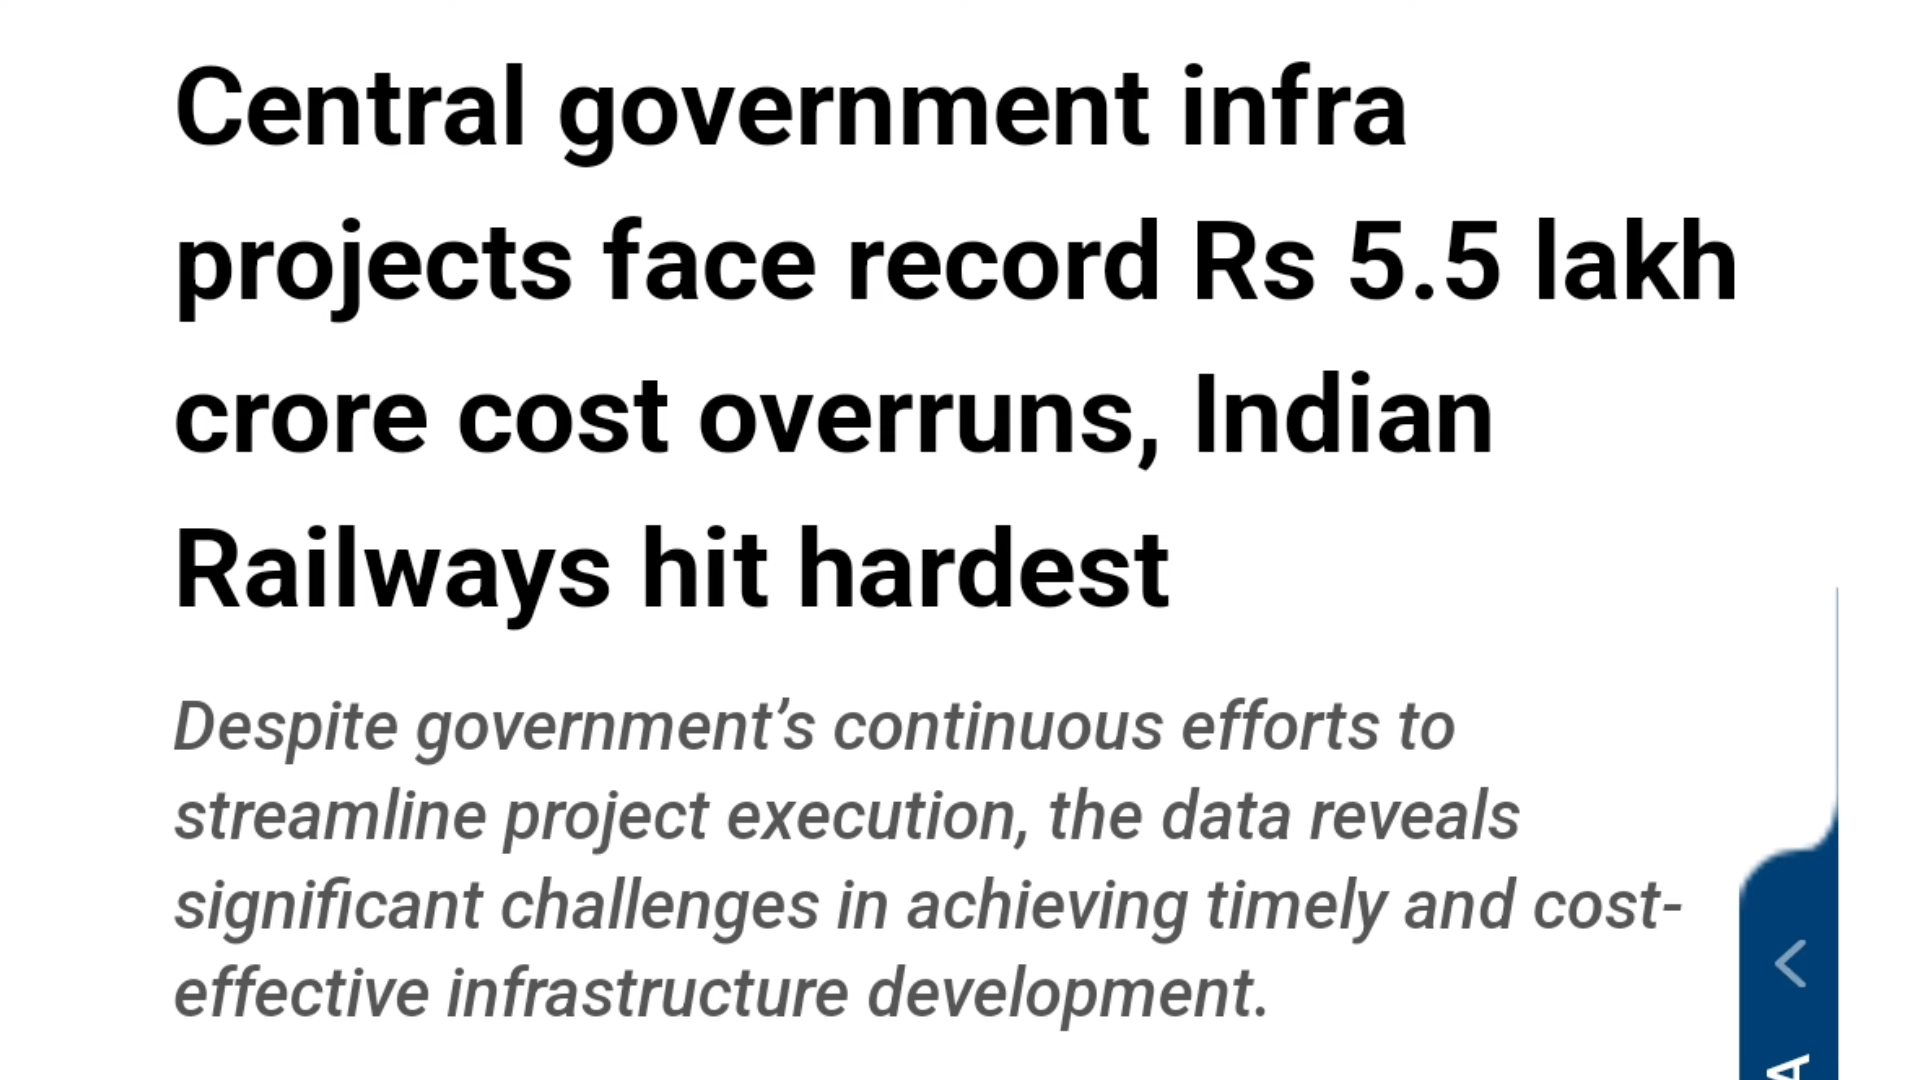 Central government infra
projects face record Rs 5.5 lakh
crore cost overruns, Indian
Railways hit hardest
Despite government’s continuous efforts to
streamline project execution, the data reveals
significant challenges in achieving timely and cost-
effective infrastructure development.
A